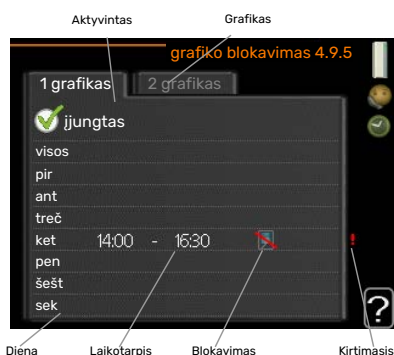 Aktyvintas Grafikas
grafiko blokavimas 4.9.5
1 grafikas 2 grafikas
įjungtas
visos
pir
ant
treč
ket 14:00 - 16:30 !
pen
šešt
sek
?
Diena Laikotarpis Blokavimas Kirtimasis